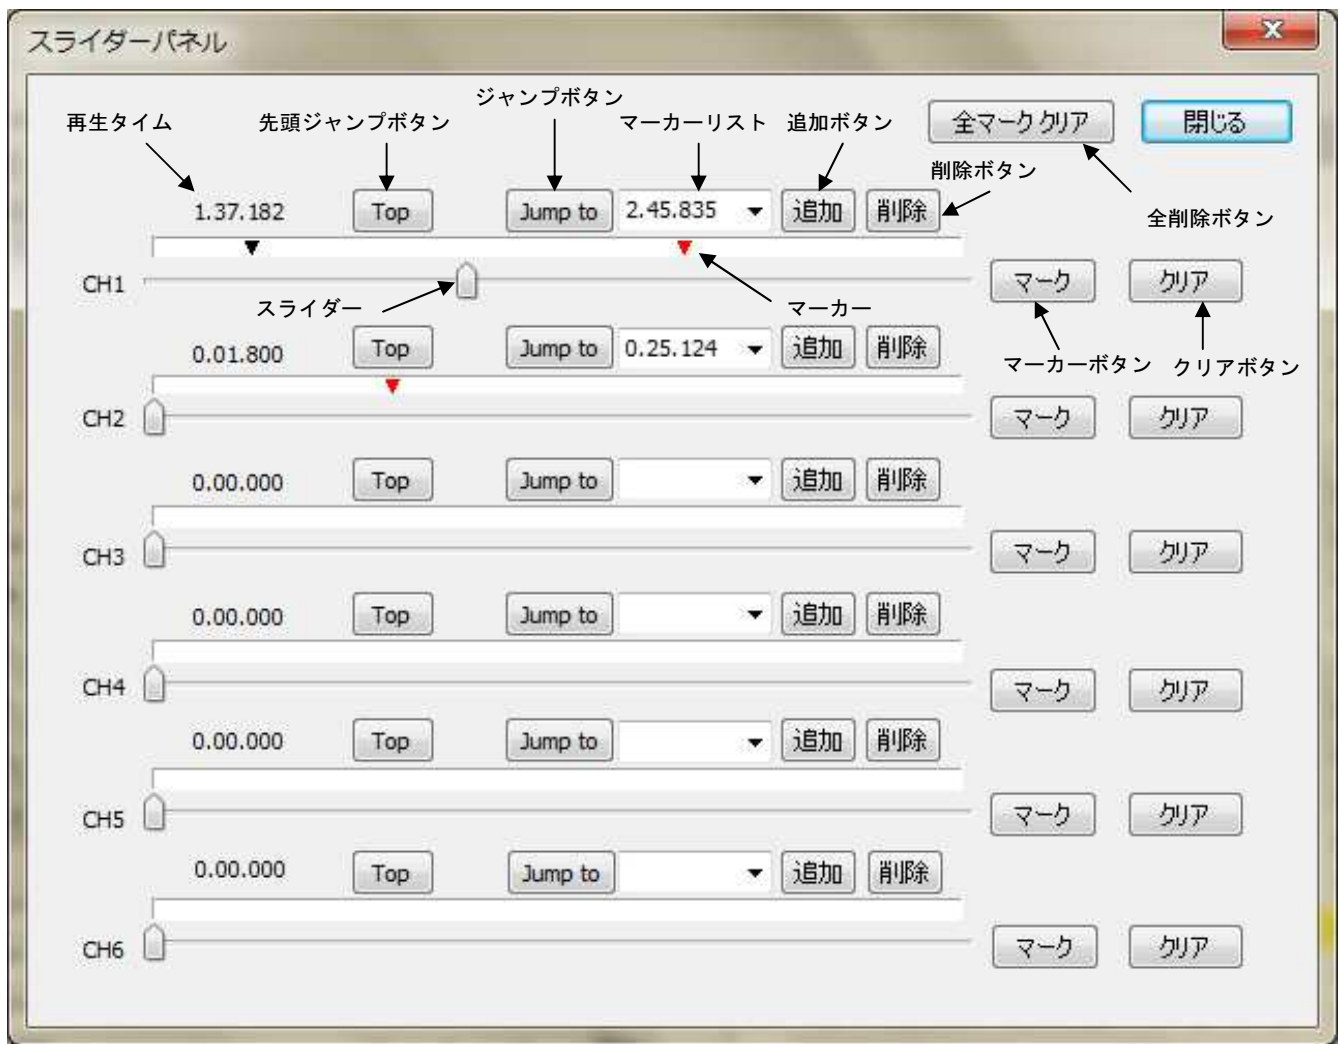 スライダーパネル
x
ジャンプボタン
再生タイム 先頭ジャンプボタン マーカーリスト 追加ボタン 全マーククリア 閉じる
削除ボタン
1.37.182 Top Jump to 2.45.835 追加 削除
全削除ボタン
CH1 マーク クリア
スライダー マーカー
0.01.800 Top Jump to 0.25.124 追加 削除
マーカーボタン クリアボタン
CH2 マーク クリア
0.00.000 Top Jump to 追加 削除
CH3 マーク クリア
0.00.000 Top Jump to 追加 削除
CH4 マーク クリア
0.00.000 Top Jump to 追加 削除
CH5 マーク クリア
0.00.000 Top Jump to 追加 削除
CH6 マーク クリア